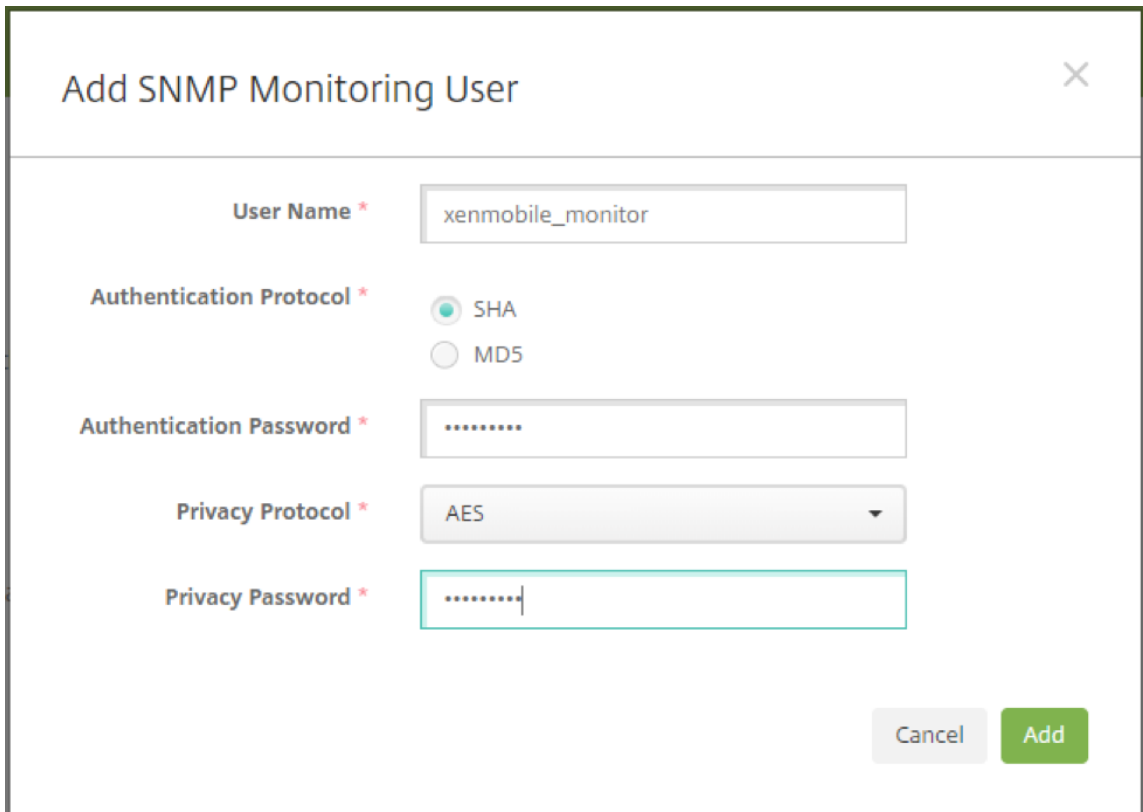 Add SNMP Monitoring User
User Name *
xenmobile_monitor
Authentication Protocol *
SHA
MD5
Authentication Password *
•••••••••
Privacy Protocol *
AES
Privacy Password *
•••••••••
Cancel
Add